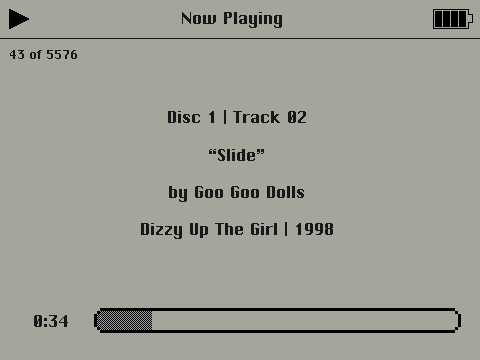 Now Playing
43 of 5576
Disc 1 | Track 02
“Slide”
by Goo Goo Dolls
Dizzy Up The Girl | 1998
0:34